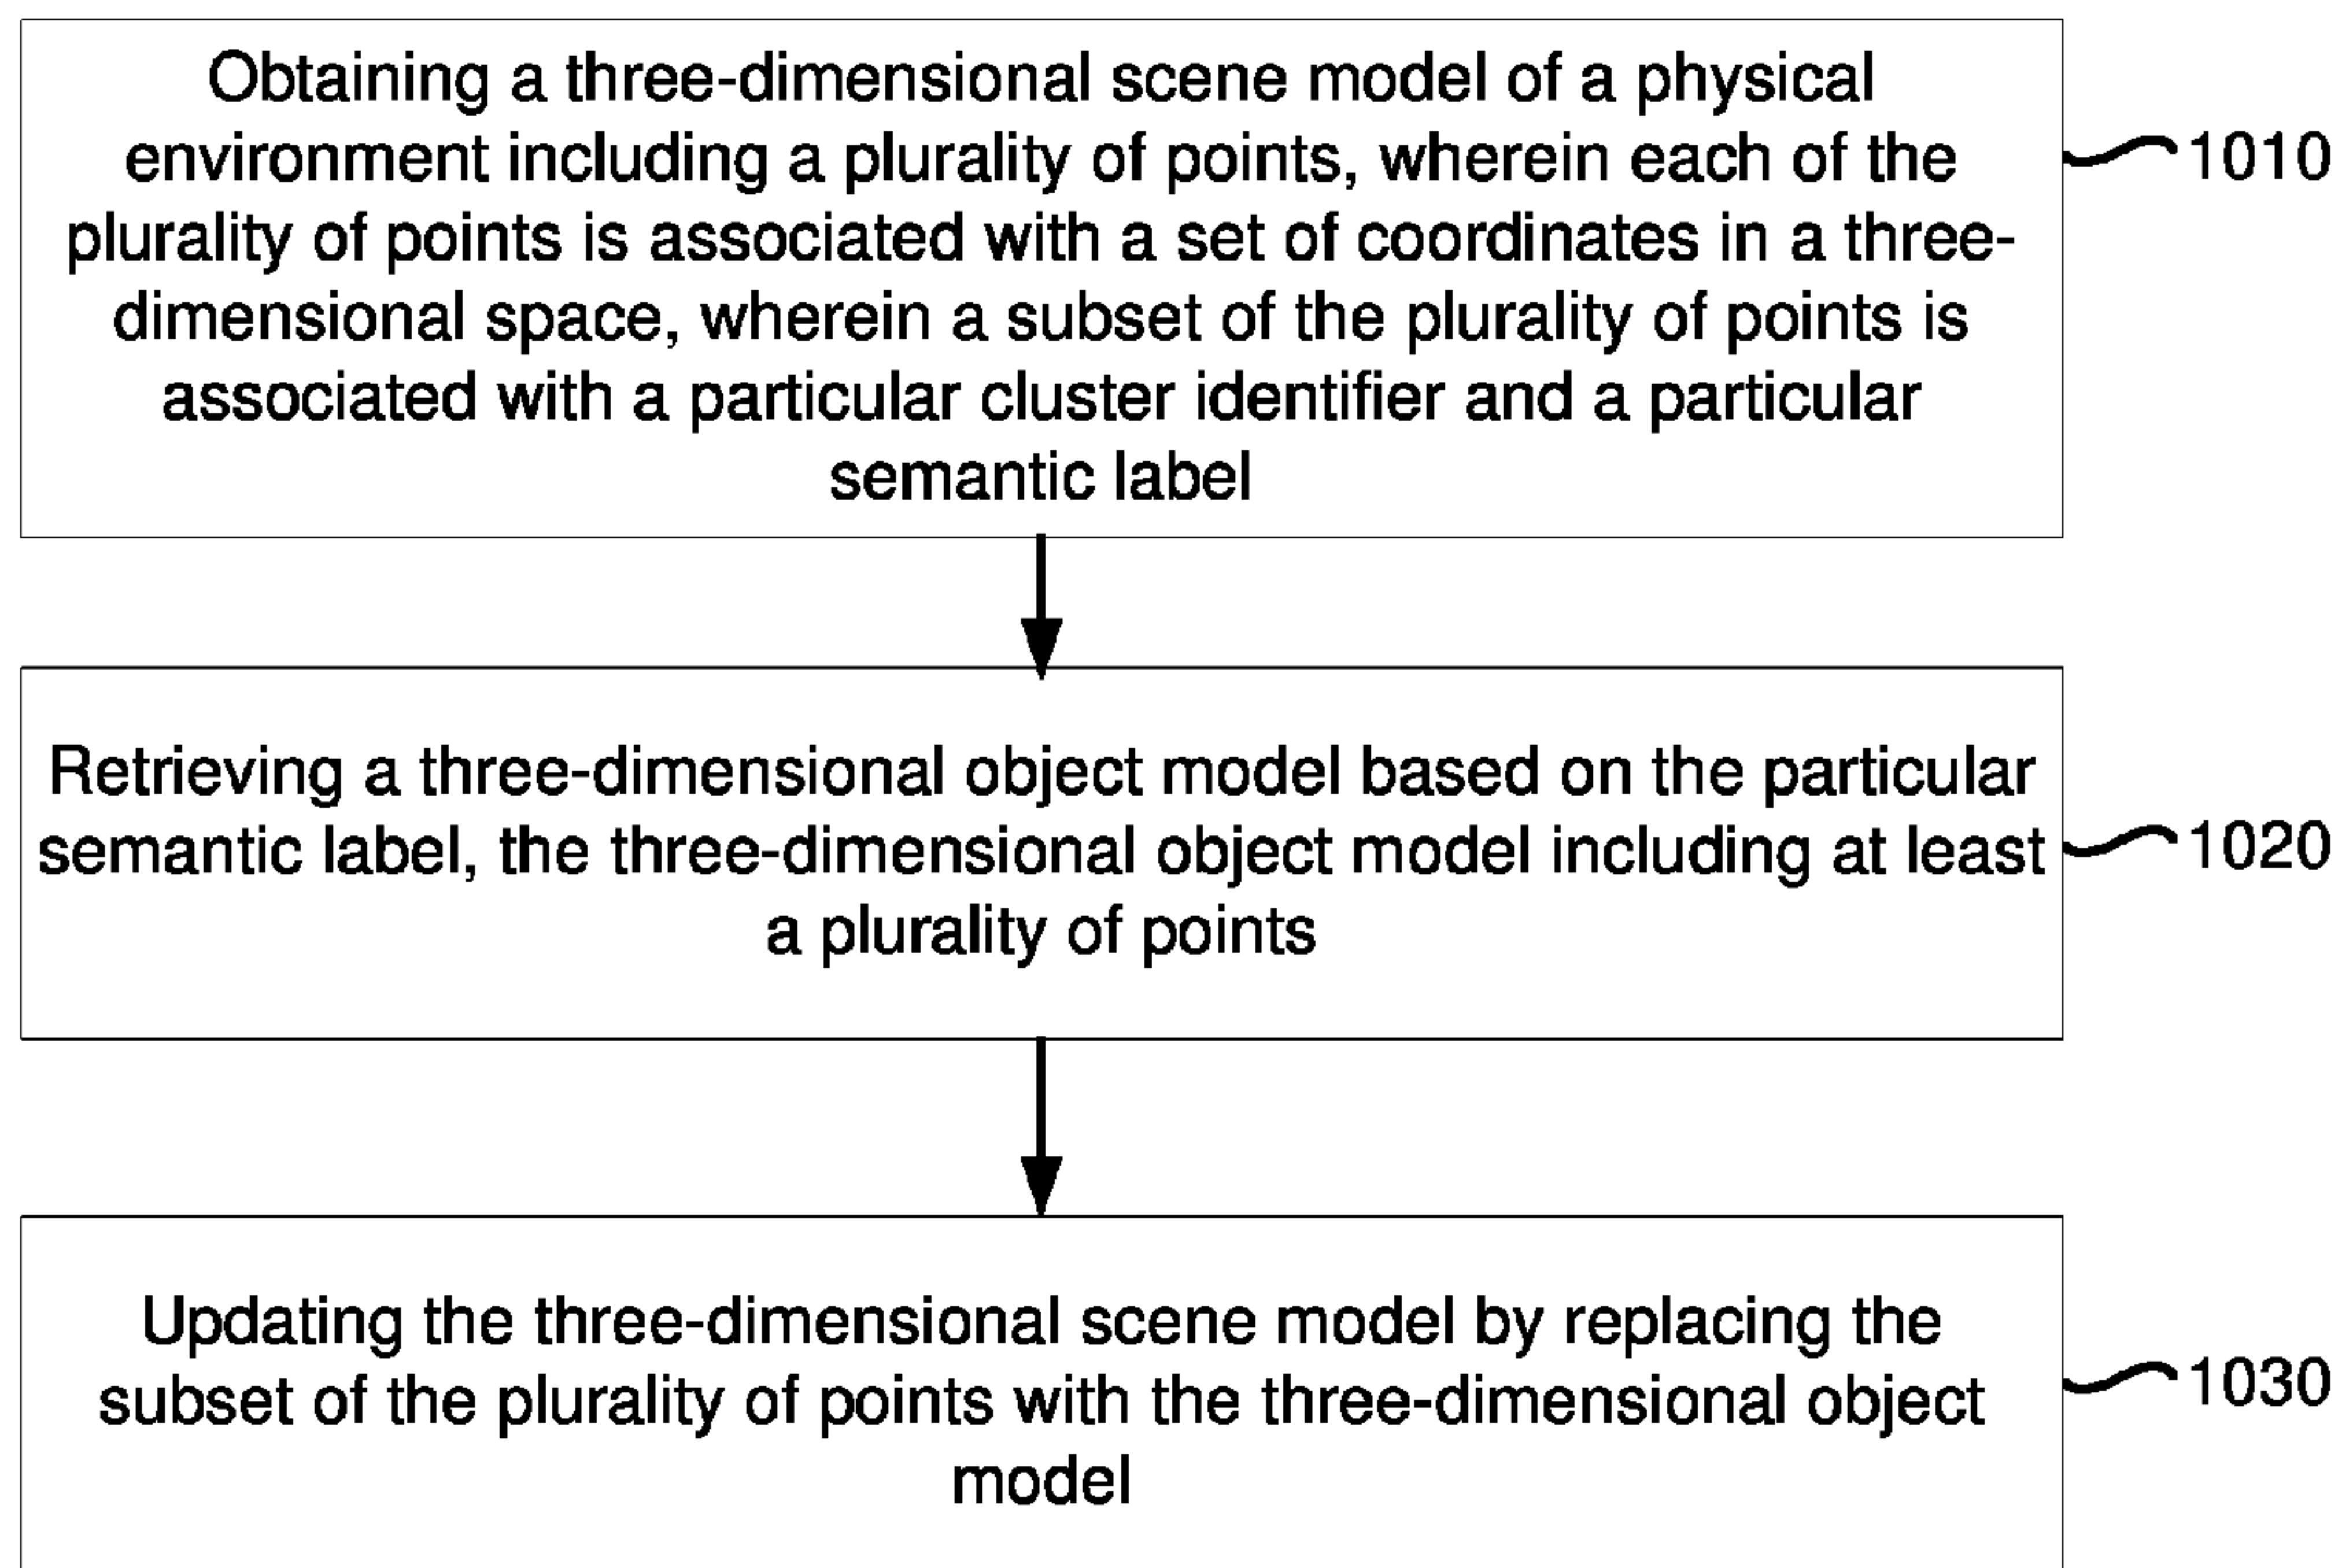 Obtaining a three-dimensional scene model of a physical
environment including a plurality of points, wherein each of the
plurality of points is associated with a set of coordinates in a three-
dimensional space, wherein a subset of the plurality of points is
associated with a particular cluster identifier and a particular
semantic label
1010
Retrieving a three-dimensional object model based on the particular
semantic label, the three-dimensional object model including at least
a plurality of points
1020
Updating the three-dimensional scene model by replacing the
subset of the plurality of points with the three-dimensional object
model
1030